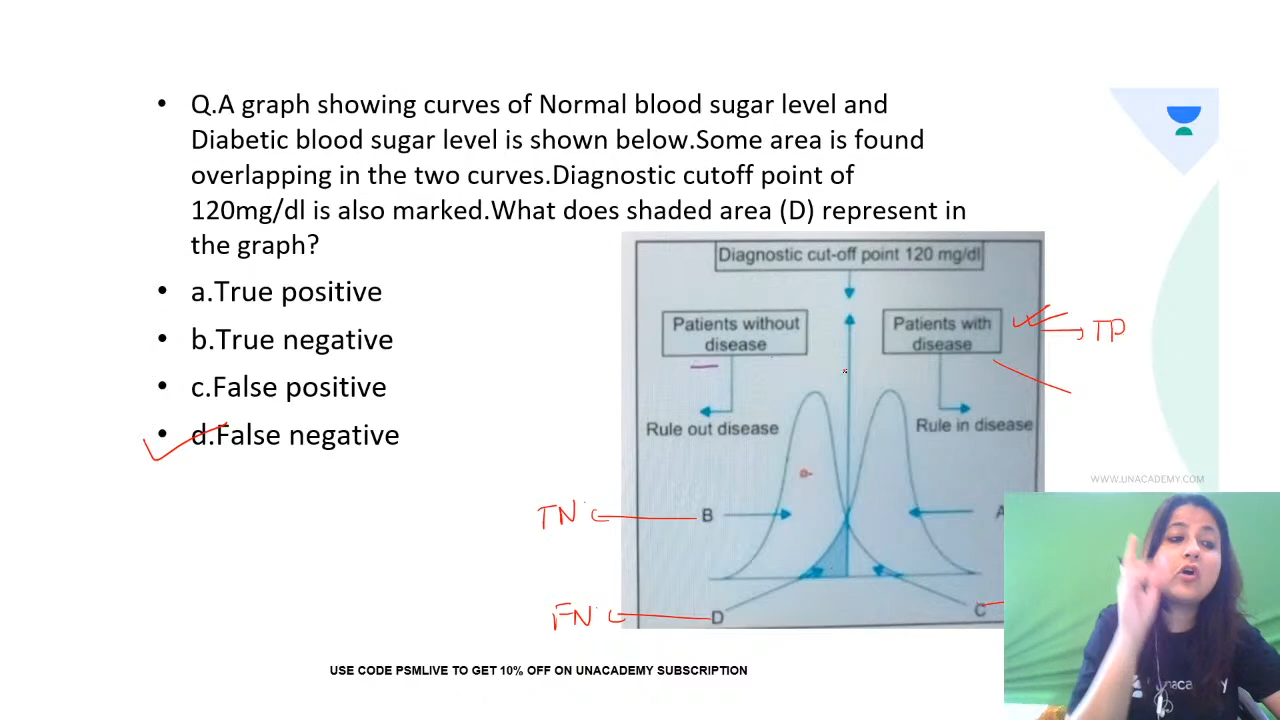 • Q.A graph showing curves of Normal blood sugar level and
Diabetic blood sugar level is shown below.Some area is found
overlapping in the two curves.Diagnostic cutoff point of
120mg/dl is also marked.What does shaded area (D) represent in
the graph?
• a.True positive
• b.True negative
• c.False positive
• d.False negative
Diagnostic cut-off point 120 mg/dl
Patients without
disease
Patients with
disease
TP
Rule out disease
Rule in disease
WWW.UNACADEMY.COM
TN
B
A
FN
D
C
unacademy
USE CODE PSMLIVE TO GET 10% OFF ON UNACADEMY SUBSCRIPTION